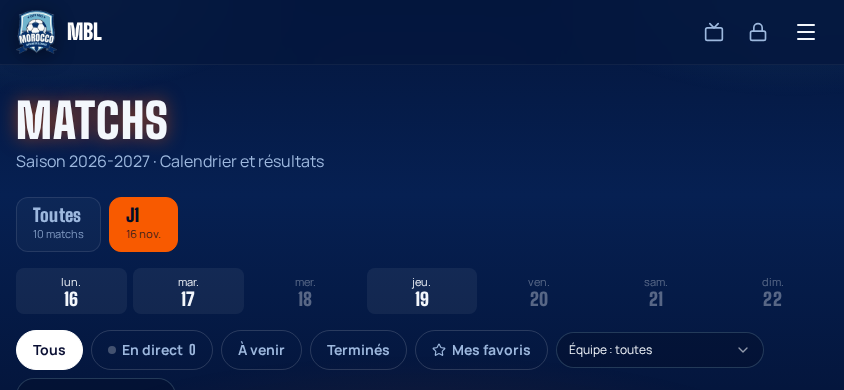 MOROCCO
MBL
MATCHS
Saison 2026-2027 · Calendrier et résultats
Toutes
10 matchs
J1
16 nov.
lun. mar. mer. jeu. ven. sam. dim.
16 17 18 19 20 21 22
Tous En direct 0 À venir Terminés Mes favoris Équipe : toutes